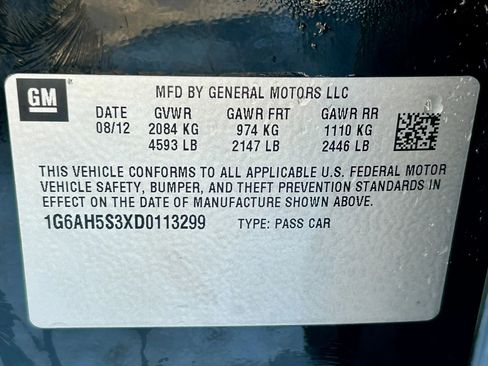 GM
MFD BY GENERAL MOTORS LLC
DATE GVWR GAWR FRT GAWR RR
08/12 2084 KG 974 KG 1110 KG
4593 LB 2147 LB 2446 LB
THIS VEHICLE CONFORMS TO ALL APPLICABLE U.S. FEDERAL MOTOR
VEHICLE SAFETY, BUMPER, AND THEFT PREVENTION STANDARDS IN
EFFECT ON THE DATE OF MANUFACTURE SHOWN ABOVE.
1G6AH5S3XD0113299 TYPE: PASS CAR